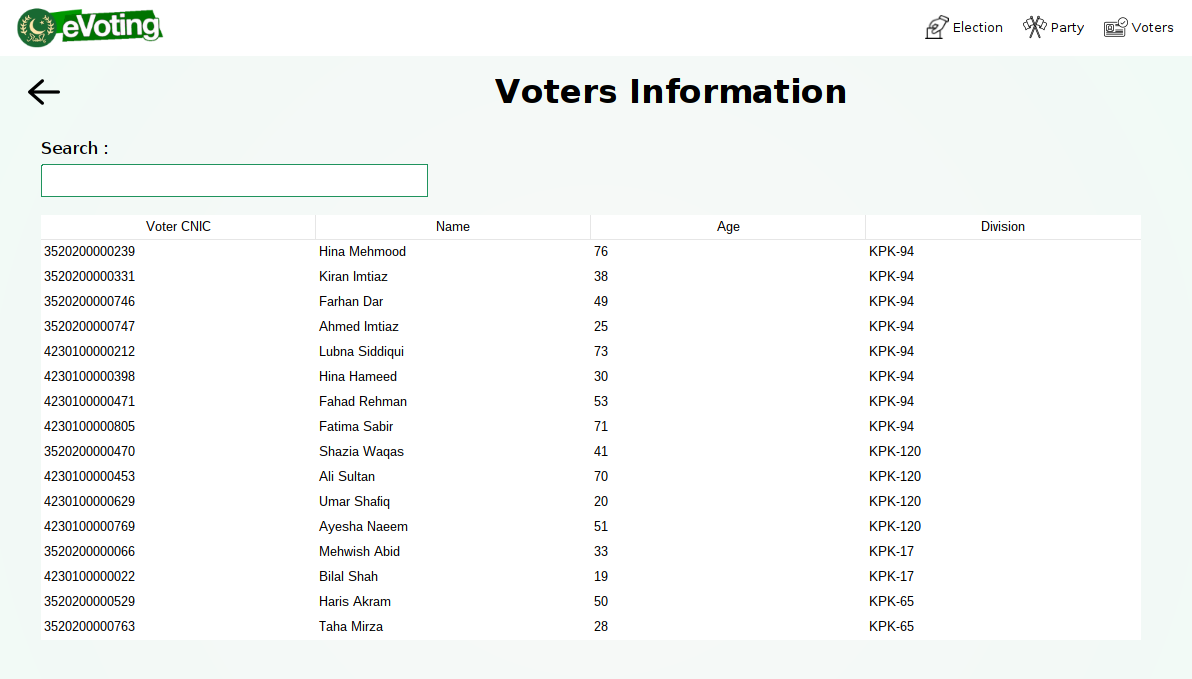 eVoting Election Party Voters
Voters Information
Search :
Voter CNIC Name Age Division
3520200000239 Hina Mehmood 76 KPK-94
3520200000331 Kiran Imtiaz 38 KPK-94
3520200000746 Farhan Dar 49 KPK-94
3520200000747 Ahmed Imtiaz 25 KPK-94
4230100000212 Lubna Siddiqui 73 KPK-94
4230100000398 Hina Hameed 30 KPK-94
4230100000471 Fahad Rehman 53 KPK-94
4230100000805 Fatima Sabir 71 KPK-94
3520200000470 Shazia Waqas 41 KPK-120
4230100000453 Ali Sultan 70 KPK-120
4230100000629 Umar Shafiq 20 KPK-120
4230100000769 Ayesha Naeem 51 KPK-120
3520200000066 Mehwish Abid 33 KPK-17
4230100000022 Bilal Shah 19 KPK-17
3520200000529 Haris Akram 50 KPK-65
3520200000763 Taha Mirza 28 KPK-65